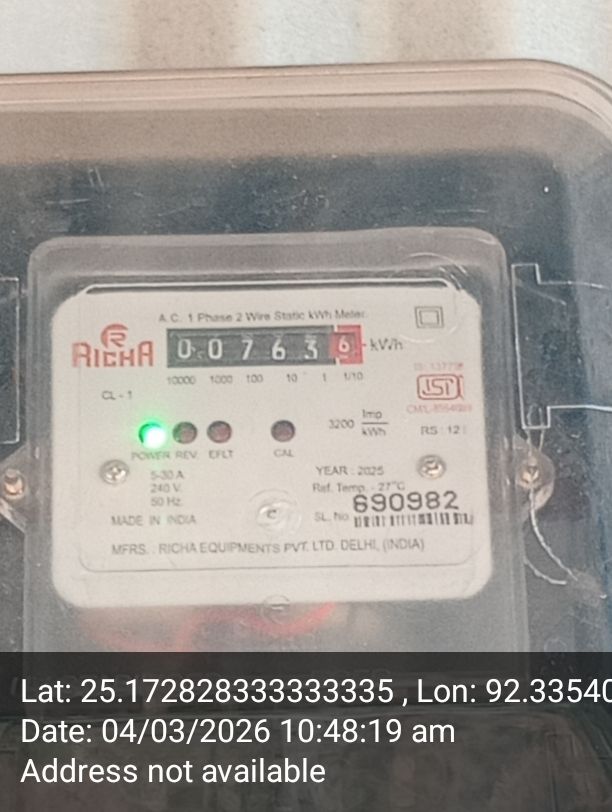 A.C. 1 Phase 2 Wire Static kWh Meter
RICHA
0 0 7 6 3 6 kWh
10000 1000 100 10 1 1/10
CL - 1
3200 Imp/kWh
RS : 121
POWER REV. EFLT CAL
5-30 A
240 V.
50 Hz.
YEAR : 2025
Ref. Temp. - 27°C
SL. No. 690982
MADE IN INDIA
MFRS. : RICHA EQUIPMENTS PVT. LTD. DELHI, (INDIA)
Lat: 25.172828333333335 , Lon: 92.33540
Date: 04/03/2026 10:48:19 am
Address not available